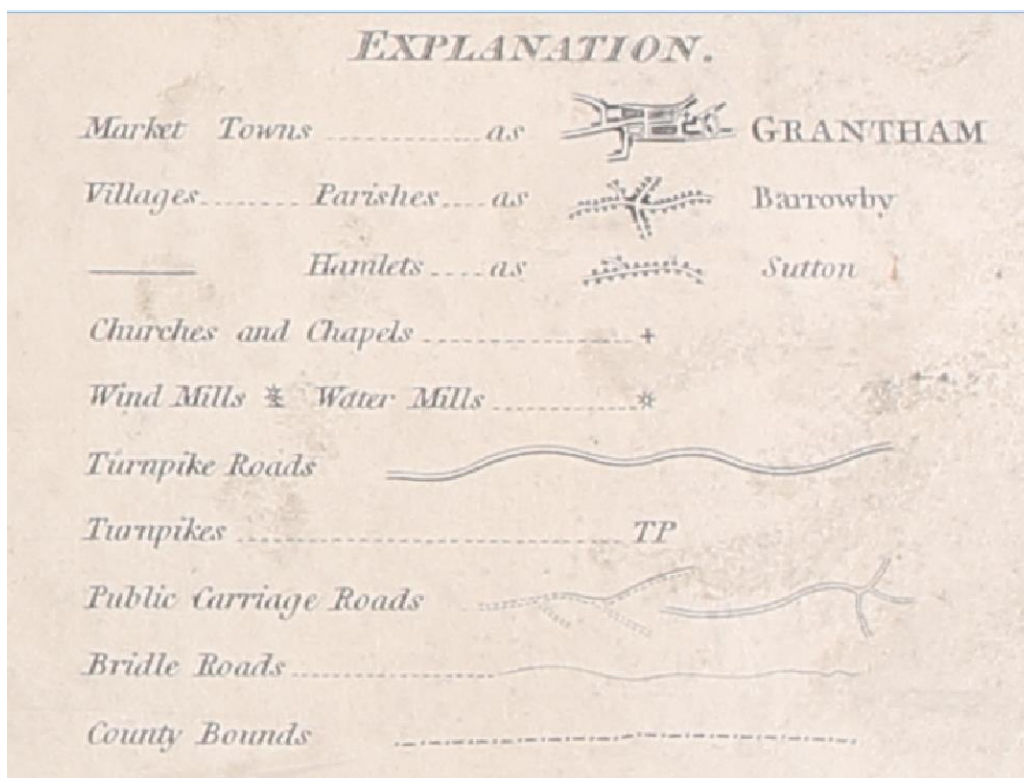 EXPLANATION.
Market Towns as GRANTHAM
Villages Parishes as Barrowby
Hamlets as Sutton
Churches and Chapels
Wind Mills Water Mills
Turnpike Roads
Turnpikes TP
Public Carriage Roads
Bridle Roads
County Bounds